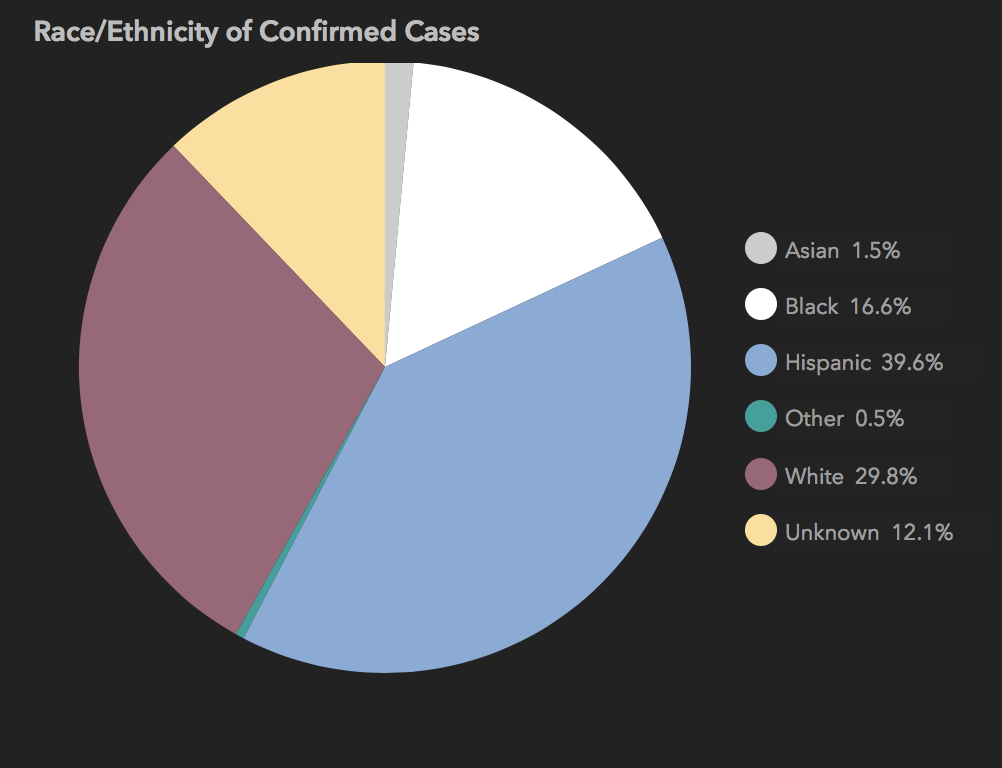 Race/Ethnicity of Confirmed Cases
Asian 1.5%
Black 16.6%
Hispanic 39.6%
Other 0.5%
White 29.8%
Unknown 12.1%